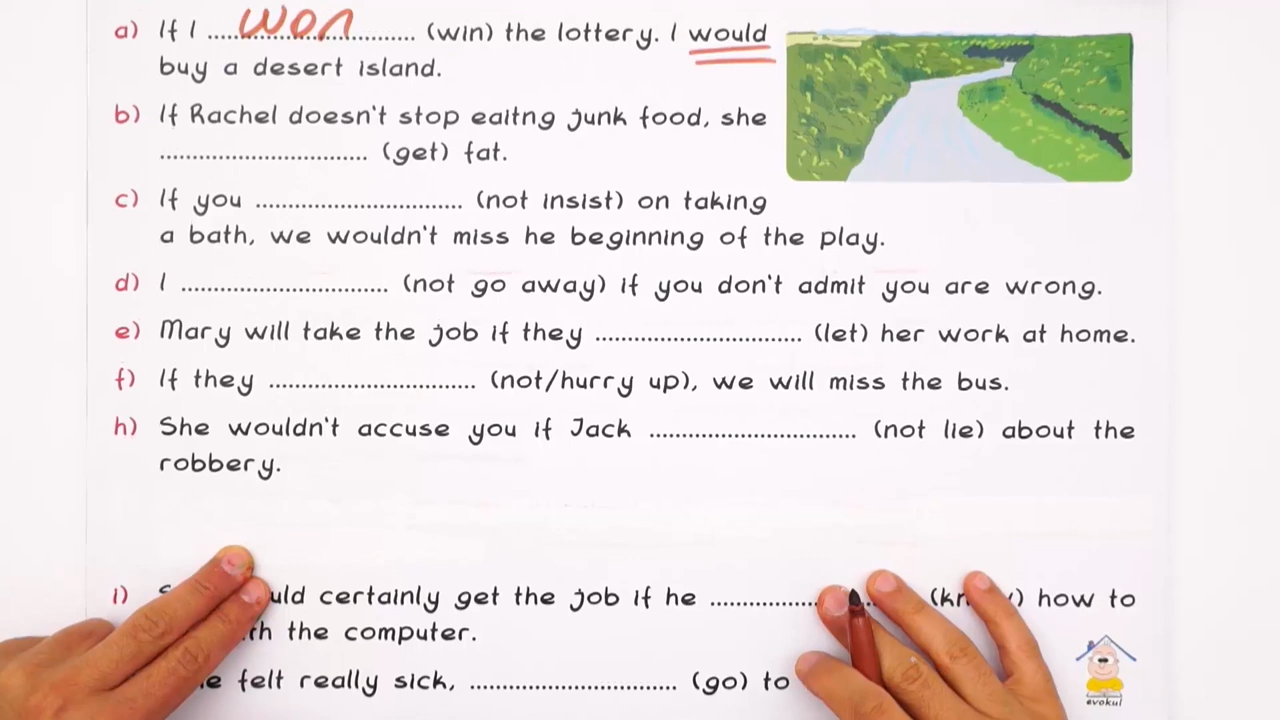 a) If I ...won... (win) the lottery. I would
buy a desert island.
b) If Rachel doesn't stop eaitng junk food, she
.............................. (get) fat.
c) If you .............................. (not insist) on taking
a bath, we wouldn't miss he beginning of the play.
d) I .............................. (not go away) if you don't admit you are wrong.
e) Mary will take the job if they .............................. (let) her work at home.
f) If they .............................. (not/hurry up), we will miss the bus.
h) She wouldn't accuse you if Jack .............................. (not lie) about the
robbery.
i) certainly get the job if he .............................. how to
the computer.
felt really sick, .............................. (go) to
evokul